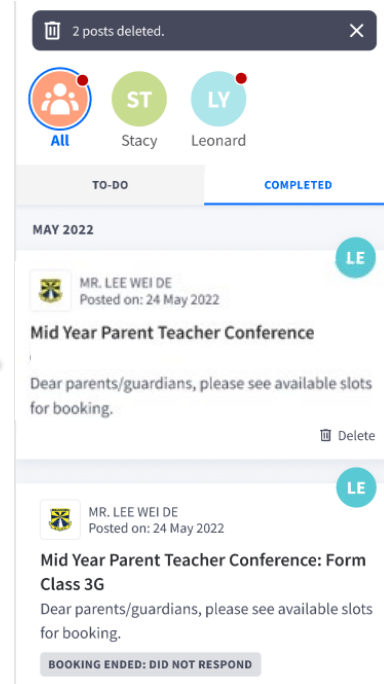 2 posts deleted.
ST
LY
All
Stacy
Leonard
TO-DO
COMPLETED
MAY 2022
LE
MR. LEE WEI DE
Posted on: 24 May 2022
Mid Year Parent Teacher Conference
Dear parents/guardians, please see available slots
for booking.
Delete
LE
MR. LEE WEI DE
Posted on: 24 May 2022
Mid Year Parent Teacher Conference: Form
Class 3G
Dear parents/guardians, please see available slots
for booking.
BOOKING ENDED: DID NOT RESPOND